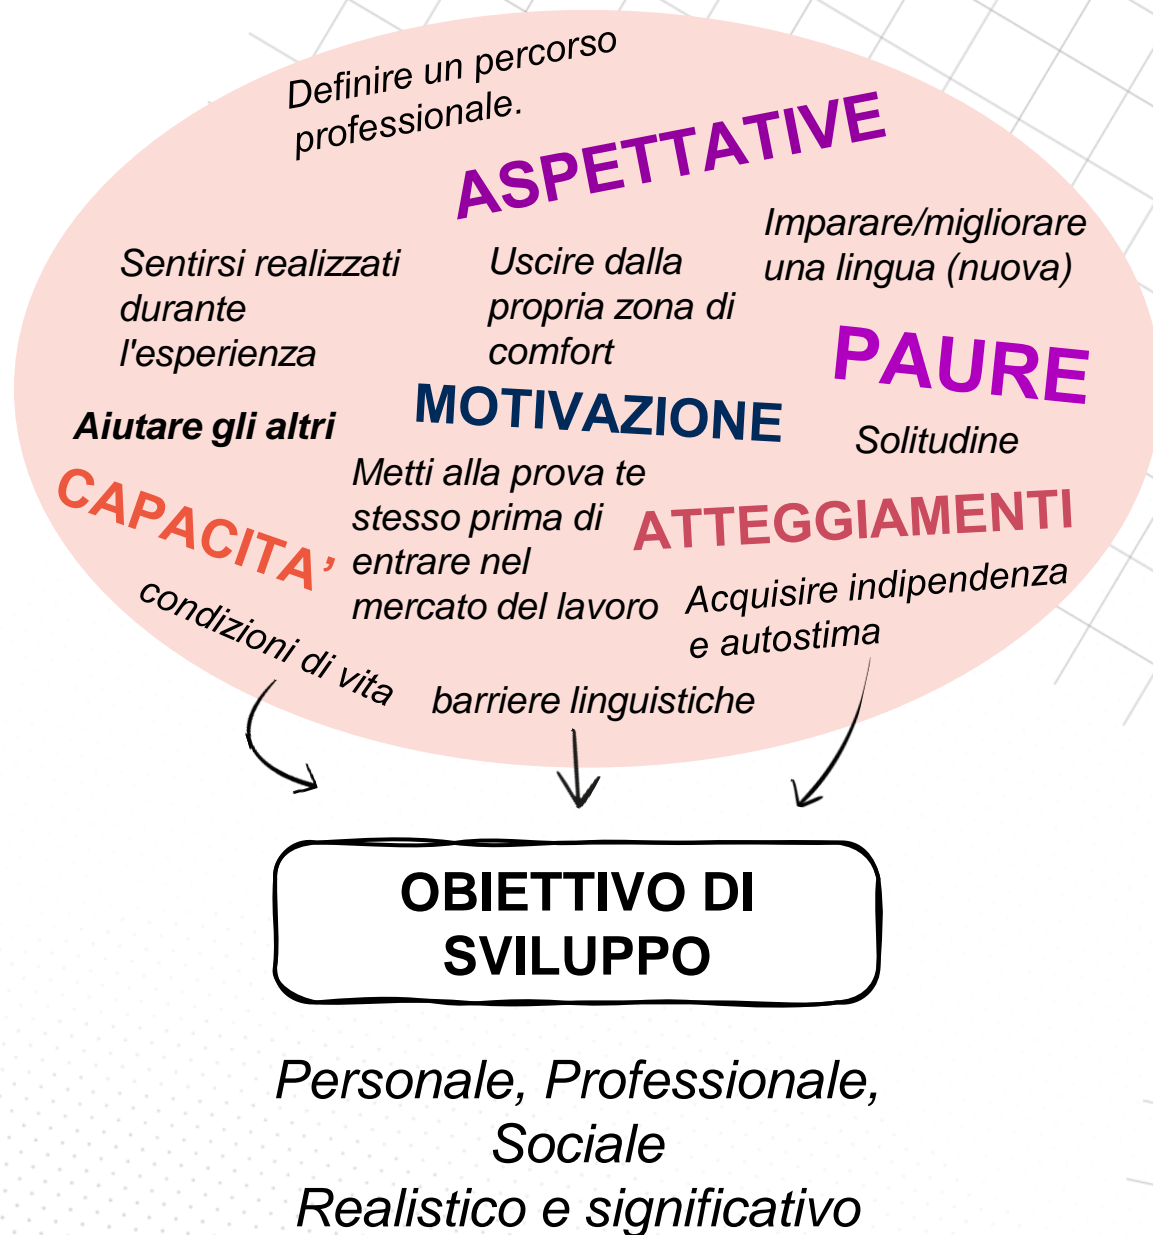 Definire un percorso
professionale.
ASPETTATIVE
Imparare/migliorare
una lingua (nuova)
Sentirsi realizzati
durante
l'esperienza
Uscire dalla
propria zona di
comfort
PAURE
MOTIVAZIONE
Aiutare gli altri
Solitudine
CAPACITA’
Metti alla prova te
stesso prima di
entrare nel
mercato del lavoro
ATTEGGIAMENTI
Acquisire indipendenza
e autostima
condizioni di vita
barriere linguistiche
OBIETTIVO DI
SVILUPPO
Personale, Professionale,
Sociale
Realistico e significativo